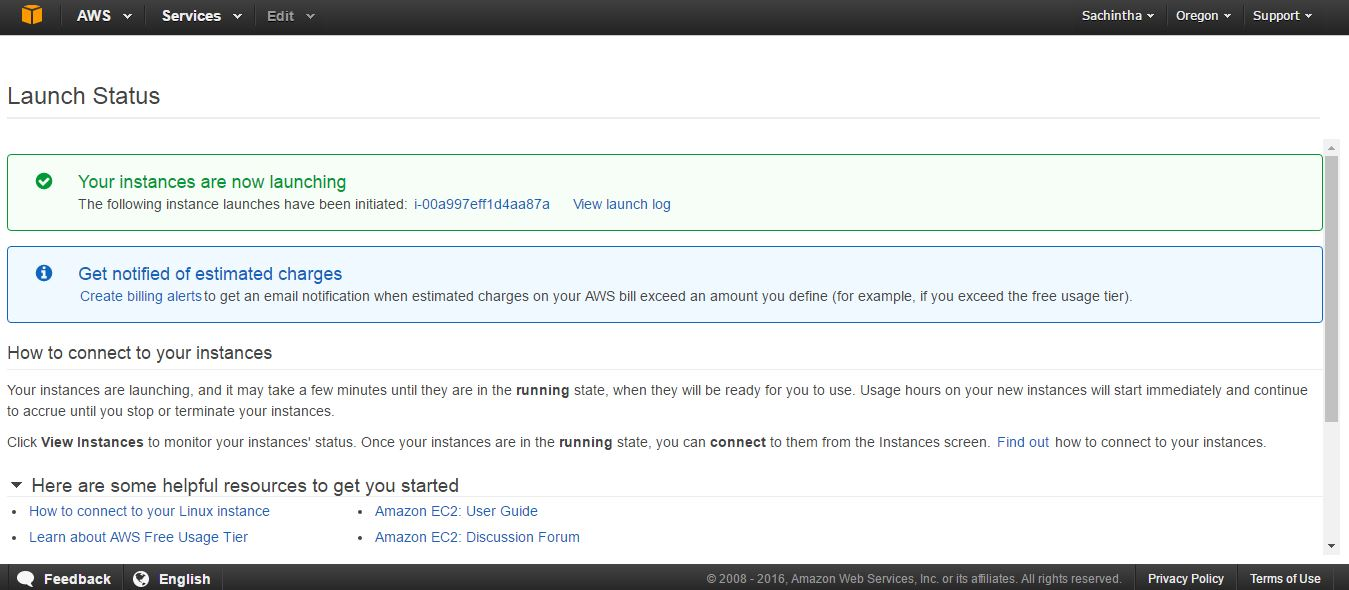 AWS Services Edit Sachintha Oregon Support
Launch Status
Your instances are now launching
The following instance launches have been initiated: i-00a997eff1d4aa87a View launch log
Get notified of estimated charges
Create billing alerts to get an email notification when estimated charges on your AWS bill exceed an amount you define (for example, if you exceed the free usage tier).
How to connect to your instances
Your instances are launching, and it may take a few minutes until they are in the running state, when they will be ready for you to use. Usage hours on your new instances will start immediately and continue
to accrue until you stop or terminate your instances.
Click View Instances to monitor your instances' status. Once your instances are in the running state, you can connect to them from the Instances screen. Find out how to connect to your instances.
Here are some helpful resources to get you started
• How to connect to your Linux instance • Amazon EC2: User Guide
• Learn about AWS Free Usage Tier • Amazon EC2: Discussion Forum
Feedback English © 2008 - 2016, Amazon Web Services, Inc. or its affiliates. All rights reserved. Privacy Policy Terms of Use